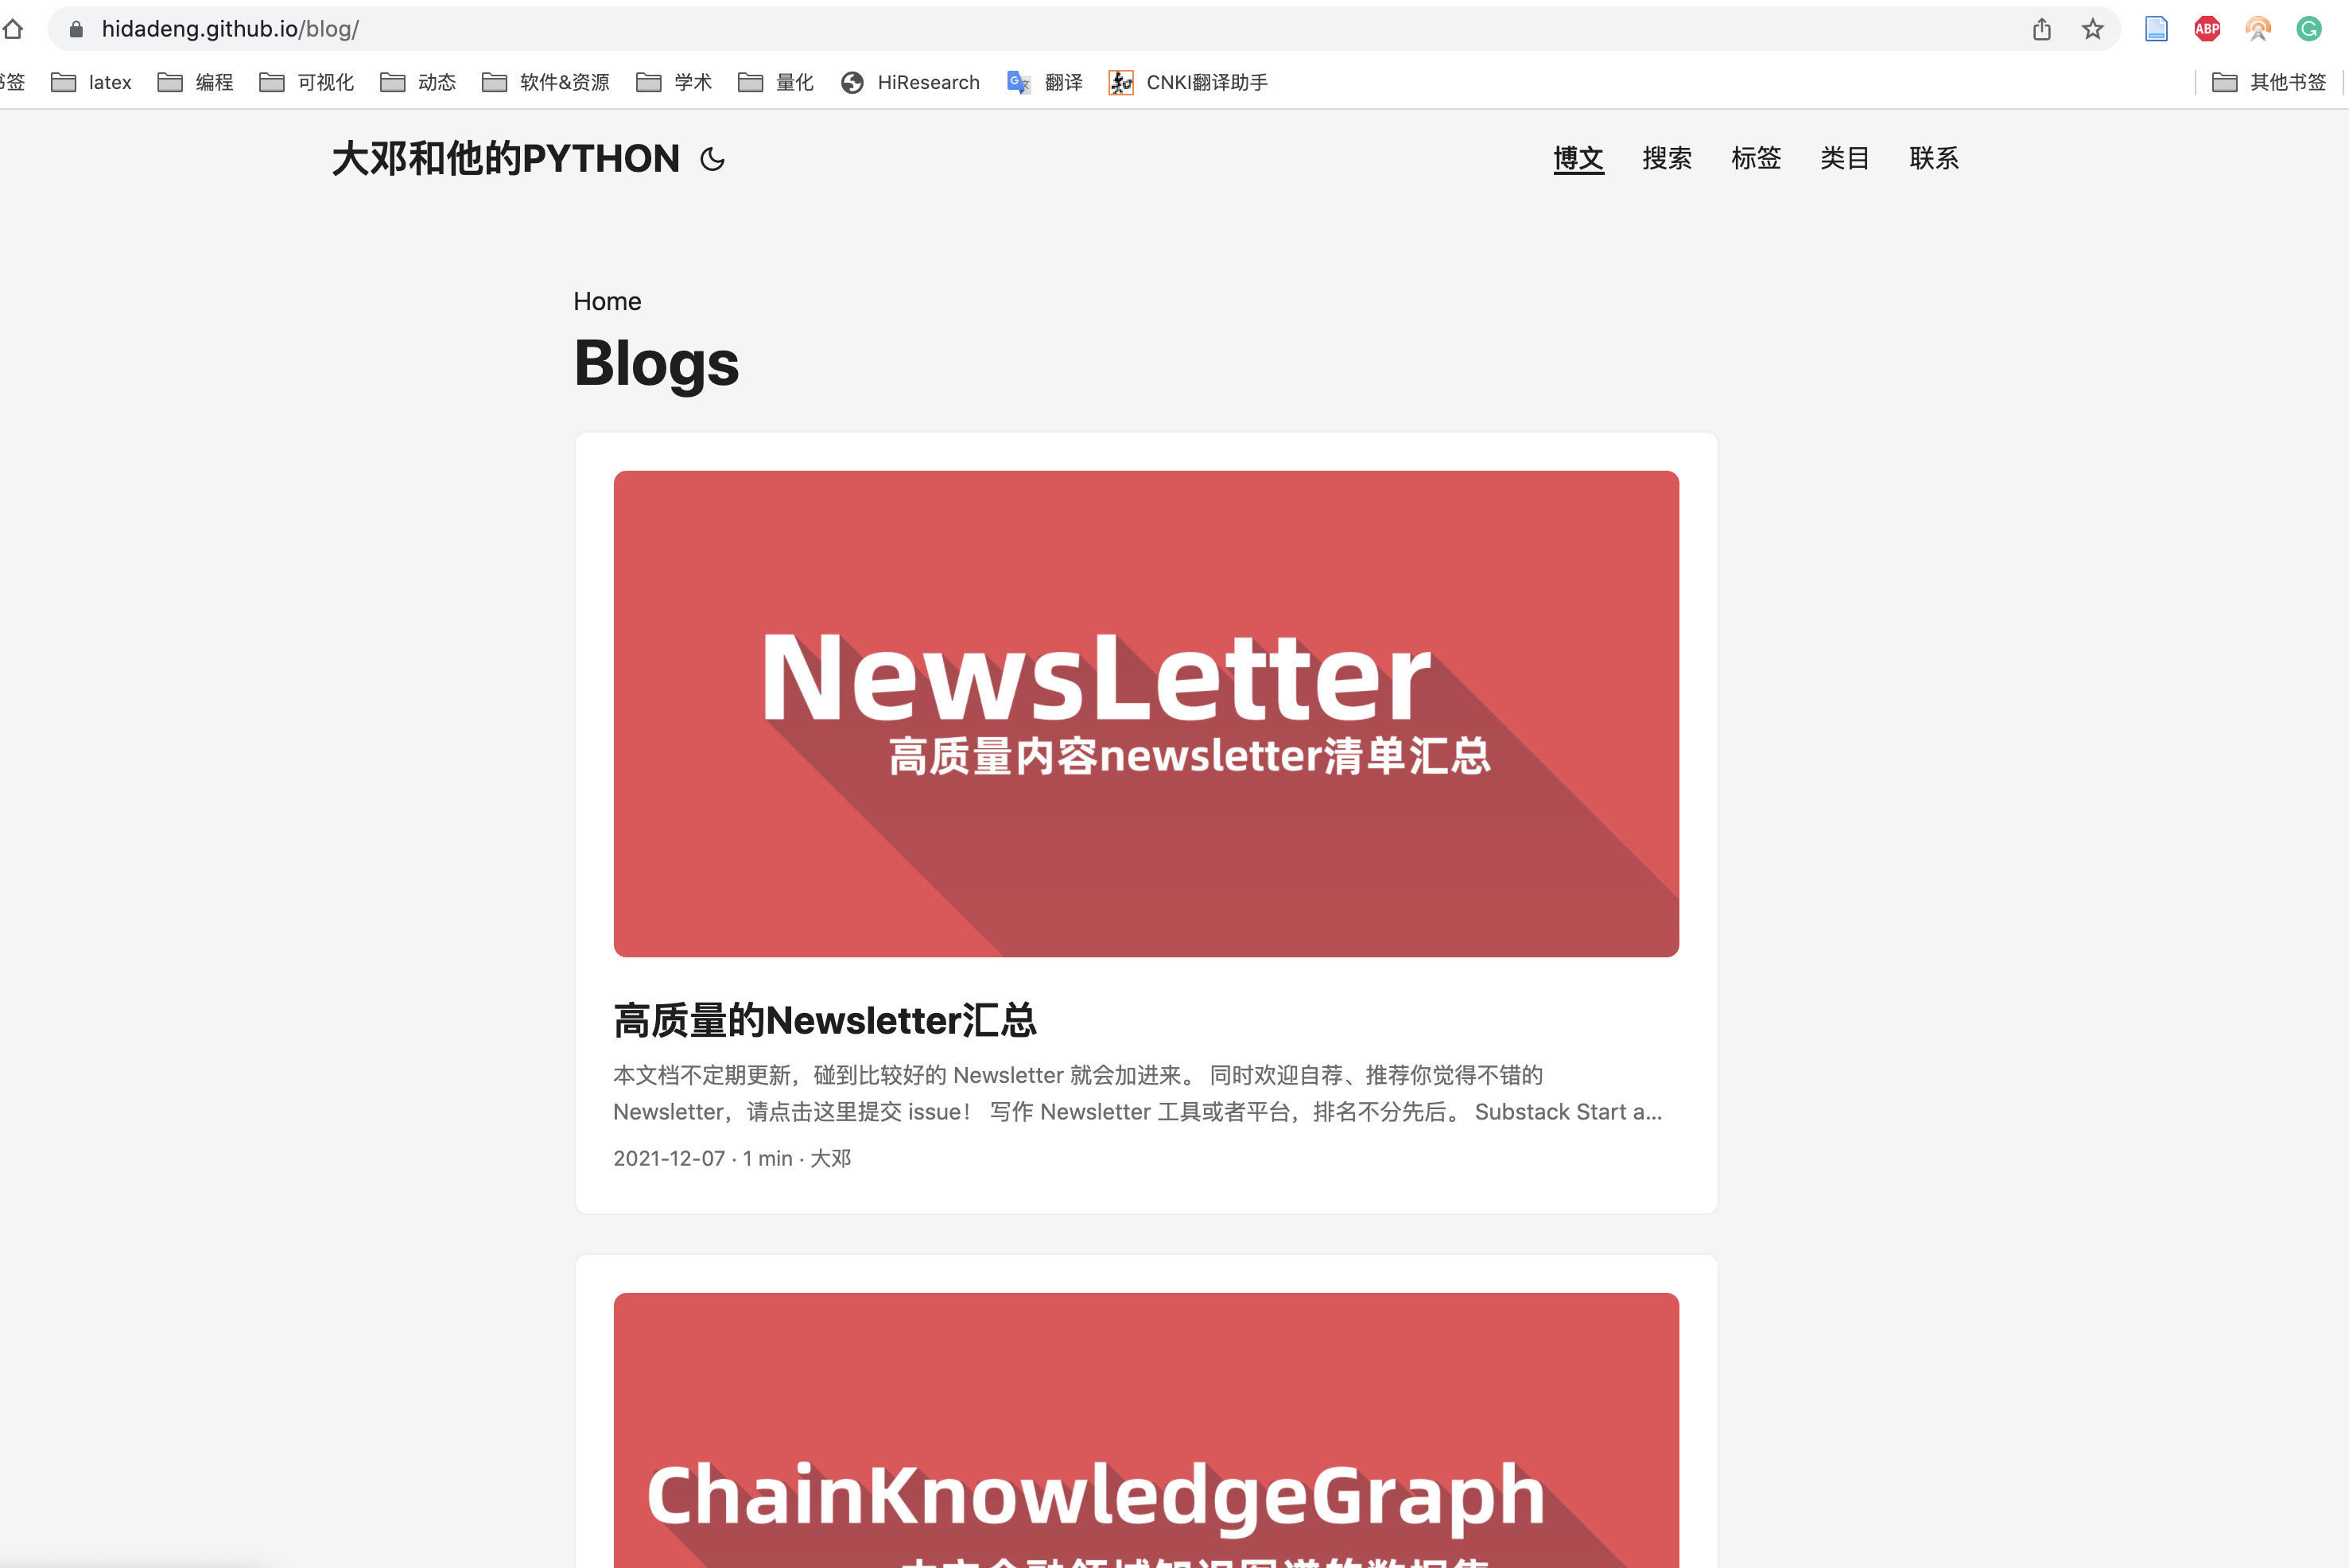 hidadeng.github.io/blog/
ABP
书签 latex 编程 可视化 动态 软件&资源 学术 量化 HiResearch 翻译 CNKI翻译助手 其他书签
大邓和他的PYTHON 博文 搜索 标签 类目 联系
Home
Blogs
NewsLetter
高质量内容newsletter清单汇总
高质量的Newsletter汇总
本文档不定期更新，碰到比较好的 Newsletter 就会加进来。 同时欢迎自荐、推荐你觉得不错的
Newsletter，请点击这里提交 issue！ 写作 Newsletter 工具或者平台，排名不分先后。 Substack Start a...
2021-12-07 · 1 min · 大邓
ChainKnowledgeGraph